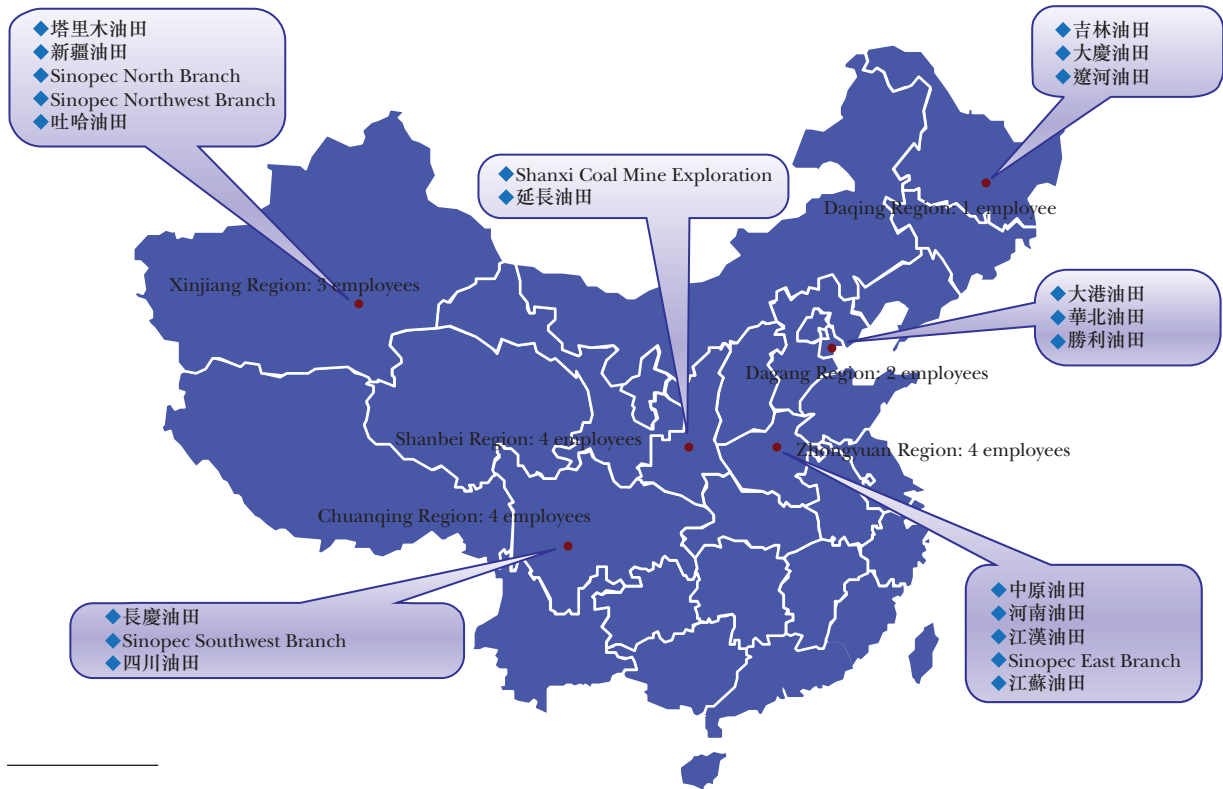 塔里木油田
新疆油田
Sinopec North Branch
Sinopec Northwest Branch
吐哈油田
吉林油田
大慶油田
遼河油田
Shanxi Coal Mine Exploration
延長油田
Daqing Region: 1 employee
Xinjiang Region: 3 employees
大港油田
華北油田
勝利油田
Dagang Region: 2 employees
Shanbei Region: 4 employees
Zhongyuan Region: 4 employees
Chuanqing Region: 4 employees
長慶油田
Sinopec Southwest Branch
四川油田
中原油田
河南油田
江漢油田
Sinopec East Branch
江蘇油田